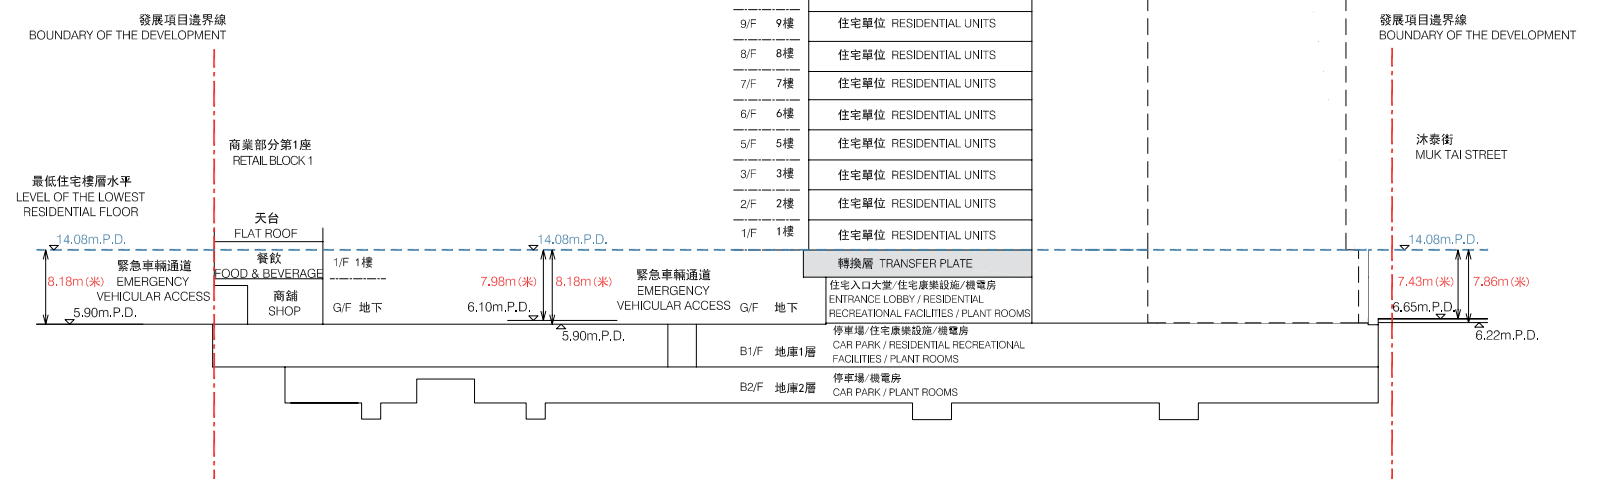 發展項目邊界線
BOUNDARY OF THE DEVELOPMENT
發展項目邊界線
BOUNDARY OF THE DEVELOPMENT
9/F 9樓 住宅單位 RESIDENTIAL UNITS
8/F 8樓 住宅單位 RESIDENTIAL UNITS
7/F 7樓 住宅單位 RESIDENTIAL UNITS
6/F 6樓 住宅單位 RESIDENTIAL UNITS
5/F 5樓 住宅單位 RESIDENTIAL UNITS
3/F 3樓 住宅單位 RESIDENTIAL UNITS
2/F 2樓 住宅單位 RESIDENTIAL UNITS
1/F 1樓 住宅單位 RESIDENTIAL UNITS
商業部分第1座
RETAIL BLOCK 1
沐泰街
MUK TAI STREET
最低住宅樓層水平
LEVEL OF THE LOWEST
RESIDENTIAL FLOOR
天台
FLAT ROOF
14.08m.P.D.
14.08m.P.D.
14.08m.P.D.
緊急車輛通道
EMERGENCY
VEHICULAR ACCESS
8.18m(米)
5.90m.P.D.
餐飲
FOOD & BEVERAGE
1/F 1樓
商舖
SHOP
G/F 地下
7.98m(米)
8.18m(米)
6.10m.P.D.
5.90m.P.D.
緊急車輛通道
EMERGENCY
VEHICULAR ACCESS
轉換層 TRANSFER PLATE
G/F 地下
住宅入口大堂/住宅康樂設施/機電房
ENTRANCE LOBBY / RESIDENTIAL
RECREATIONAL FACILITIES / PLANT ROOMS
7.43m(米)
7.86m(米)
6.65m.P.D.
6.22m.P.D.
B1/F 地庫1層
停車場/住宅康樂設施/機電房
CAR PARK / RESIDENTIAL RECREATIONAL
FACILITIES / PLANT ROOMS
B2/F 地庫2層
停車場/機電房
CAR PARK / PLANT ROOMS